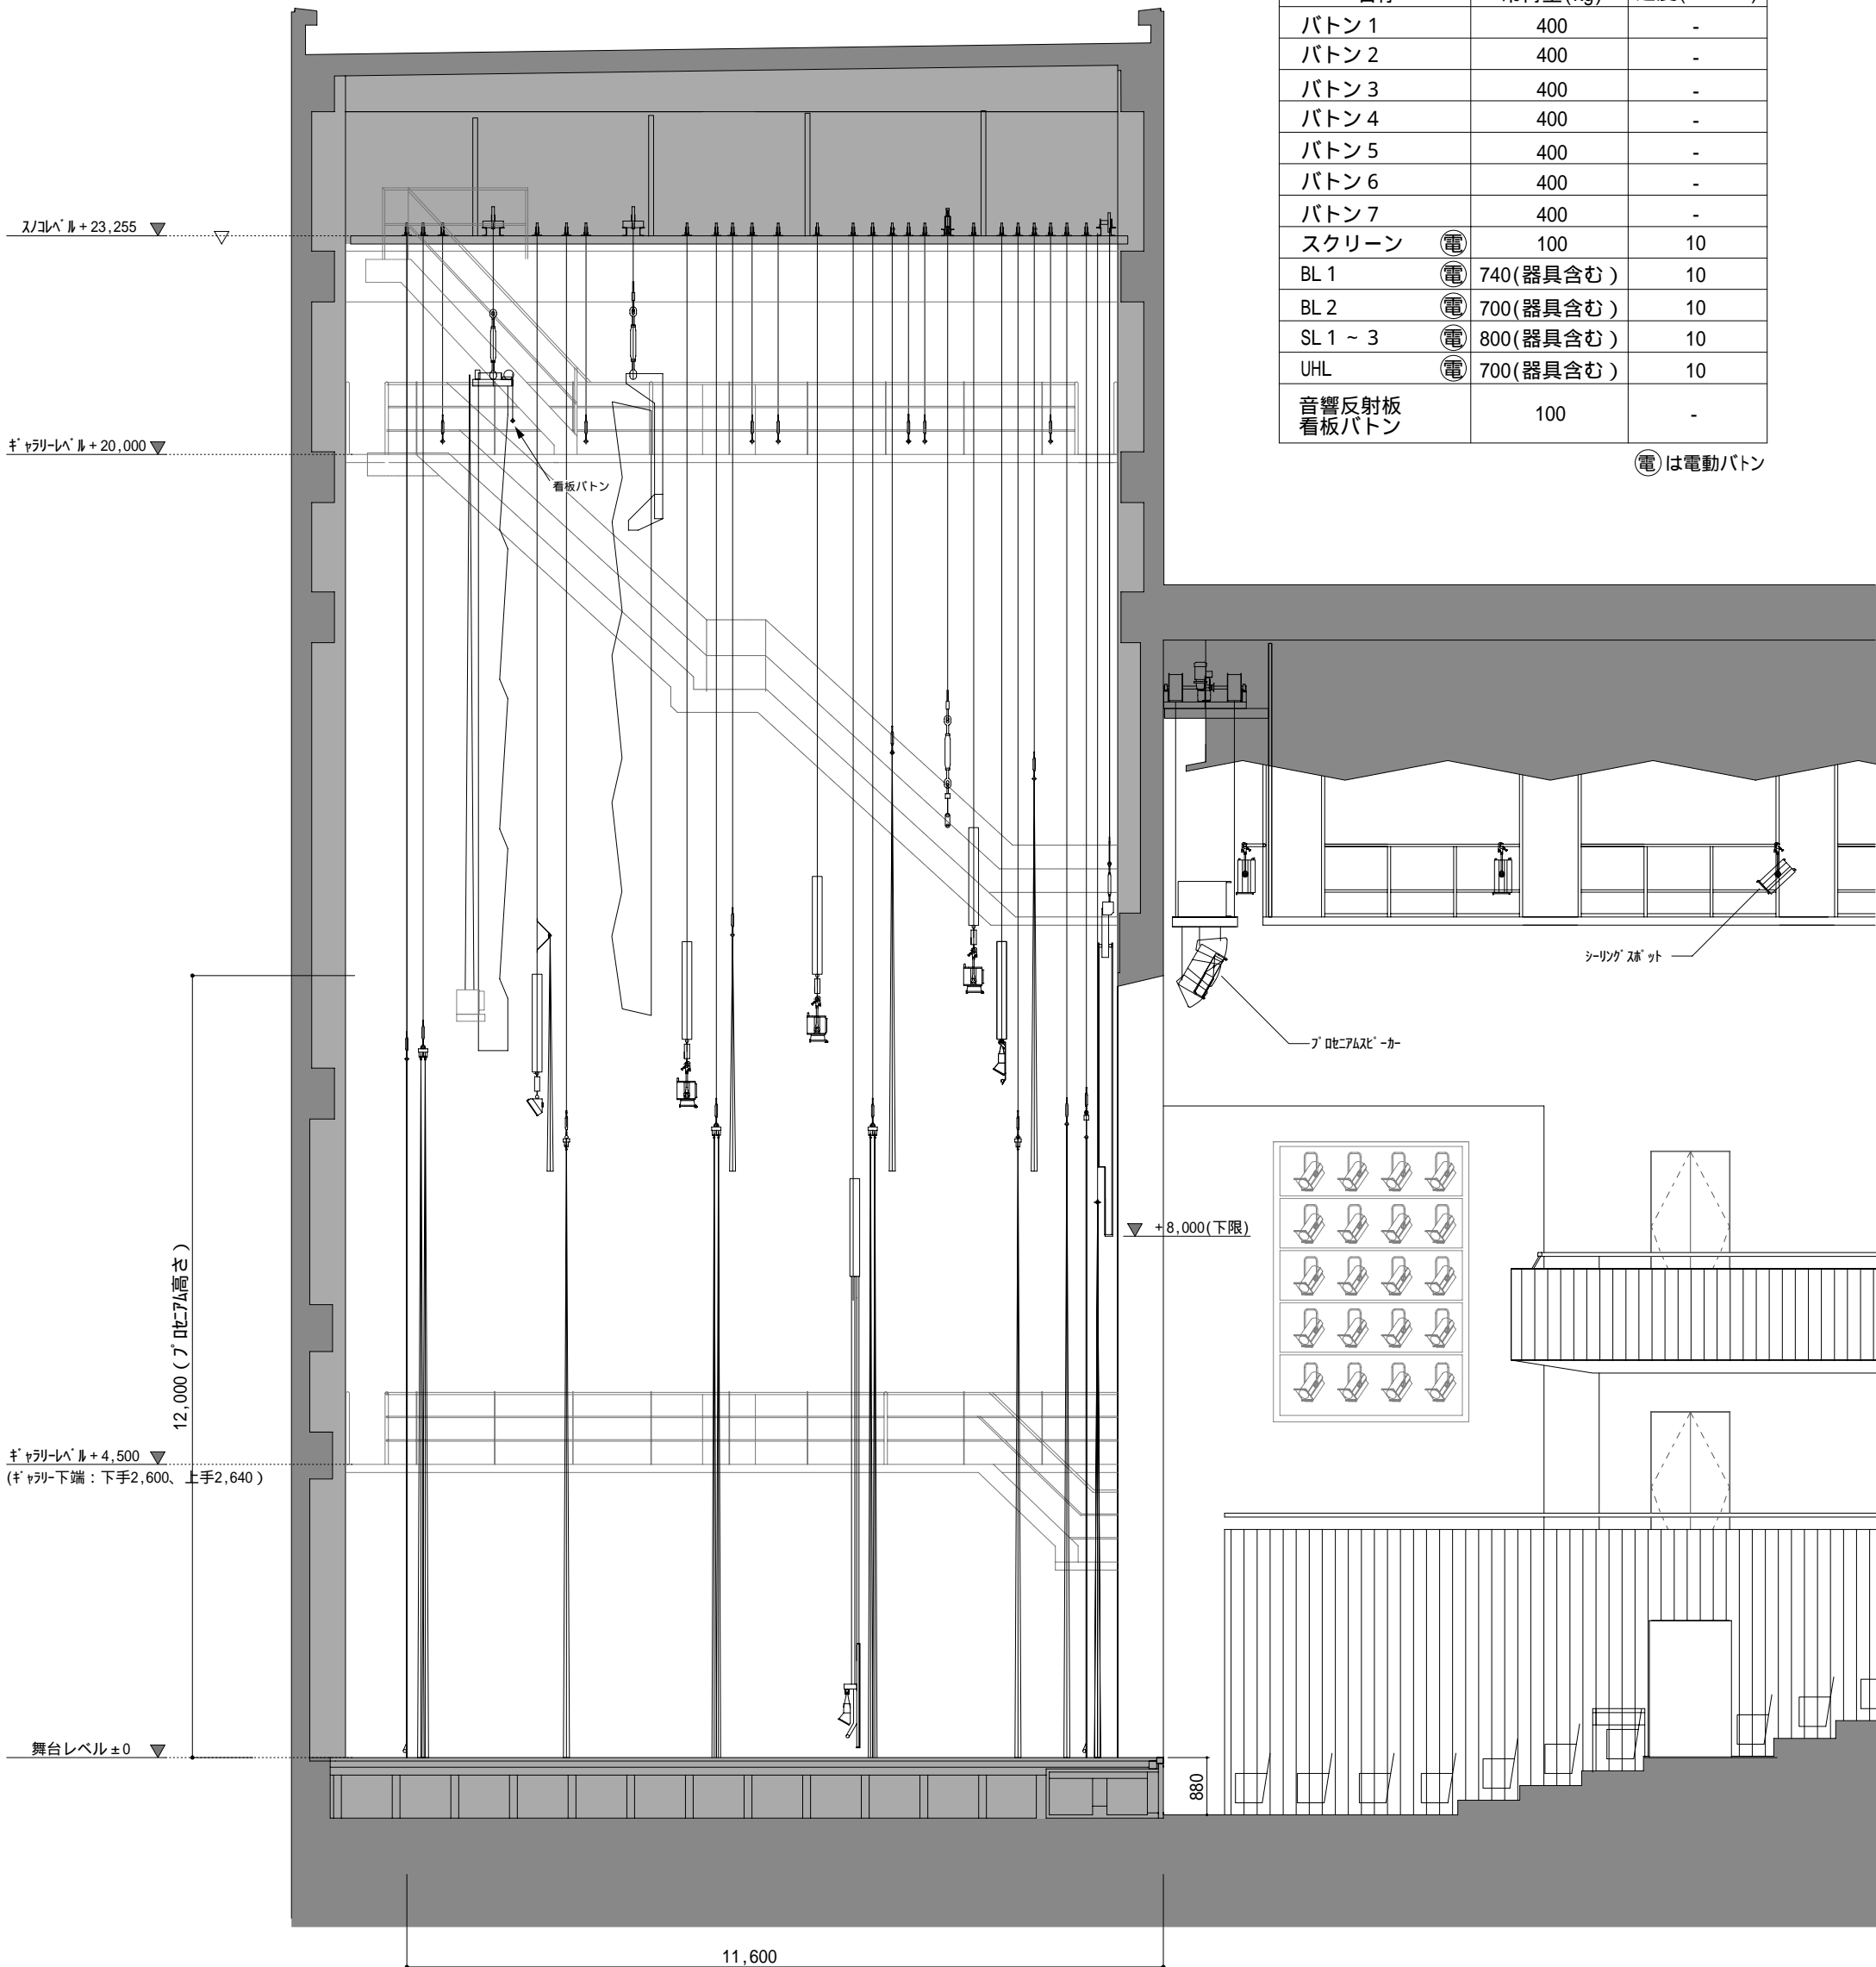 バトン 1 400 -
バトン 2 400 -
バトン 3 400 -
バトン 4 400 -
バトン 5 400 -
バトン 6 400 -
バトン 7 400 -
スクリーン 電 100 10
BL 1 電 740(器具含む) 10
BL 2 電 700(器具含む) 10
SL 1 ~ 3 電 800(器具含む) 10
UHL 電 700(器具含む) 10
音響反射板
看板バトン 100 -
電は電動バトン
スノコレベル + 23,255
ギャラリーレベル + 20,000
看板バトン
シーリングスポット
プロセニアムスピーカー
+8,000(下限)
12,000 ( プロセニアム高さ )
ギャラリーレベル + 4,500
(ギャラリー下端 : 下手2,600、上手2,640 )
舞台レベル ±0
880
11,600